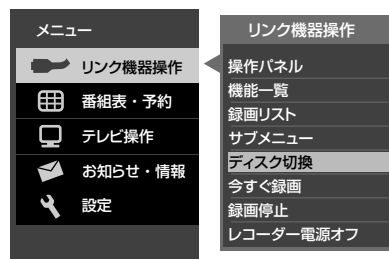 メニュー
リンク機器操作
番組表・予約
テレビ操作
お知らせ・情報
設定
リンク機器操作
操作パネル
機能一覧
録画リスト
サブメニュー
ディスク切換
今すぐ録画
録画停止
レコーダー電源オフ